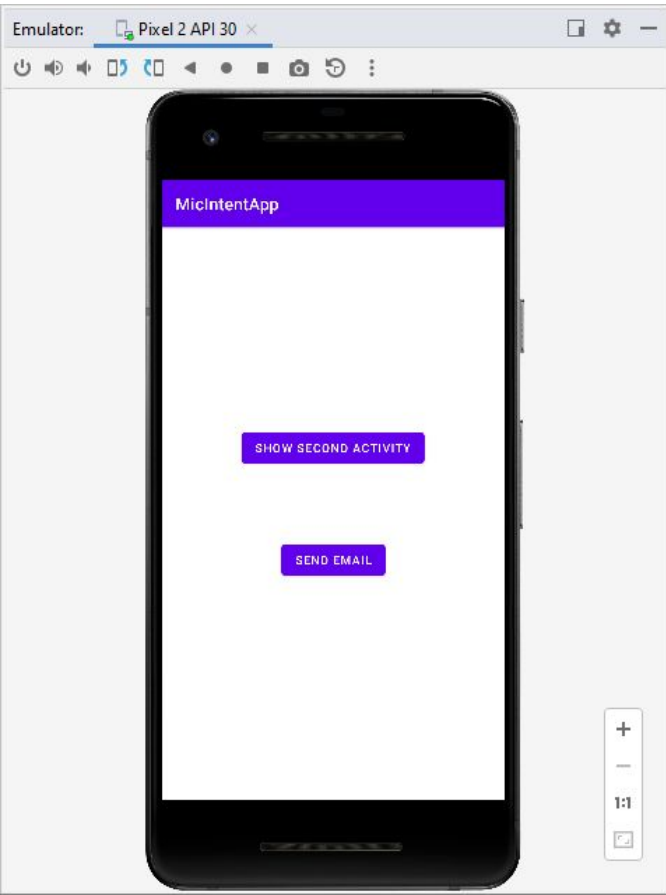 Emulator: Pixel 2 API 30
MicIntentApp
SHOW SECOND ACTIVITY
SEND EMAIL
1:1